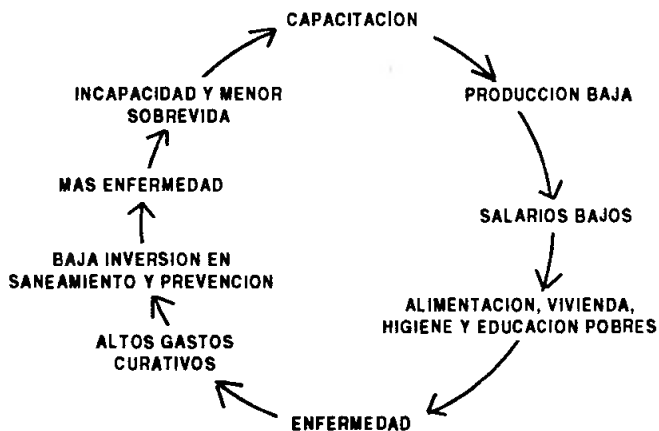 CAPACITACION
PRODUCCION BAJA
SALARIOS BAJOS
ALIMENTACION, VIVIENDA,
HIGIENE Y EDUCACION POBRES
ENFERMEDAD
ALTOS GASTOS
CURATIVOS
BAJA INVERSION EN
SANEAMIENTO Y PREVENCION
MAS ENFERMEDAD
INCAPACIDAD Y MENOR
SOBREVIDA